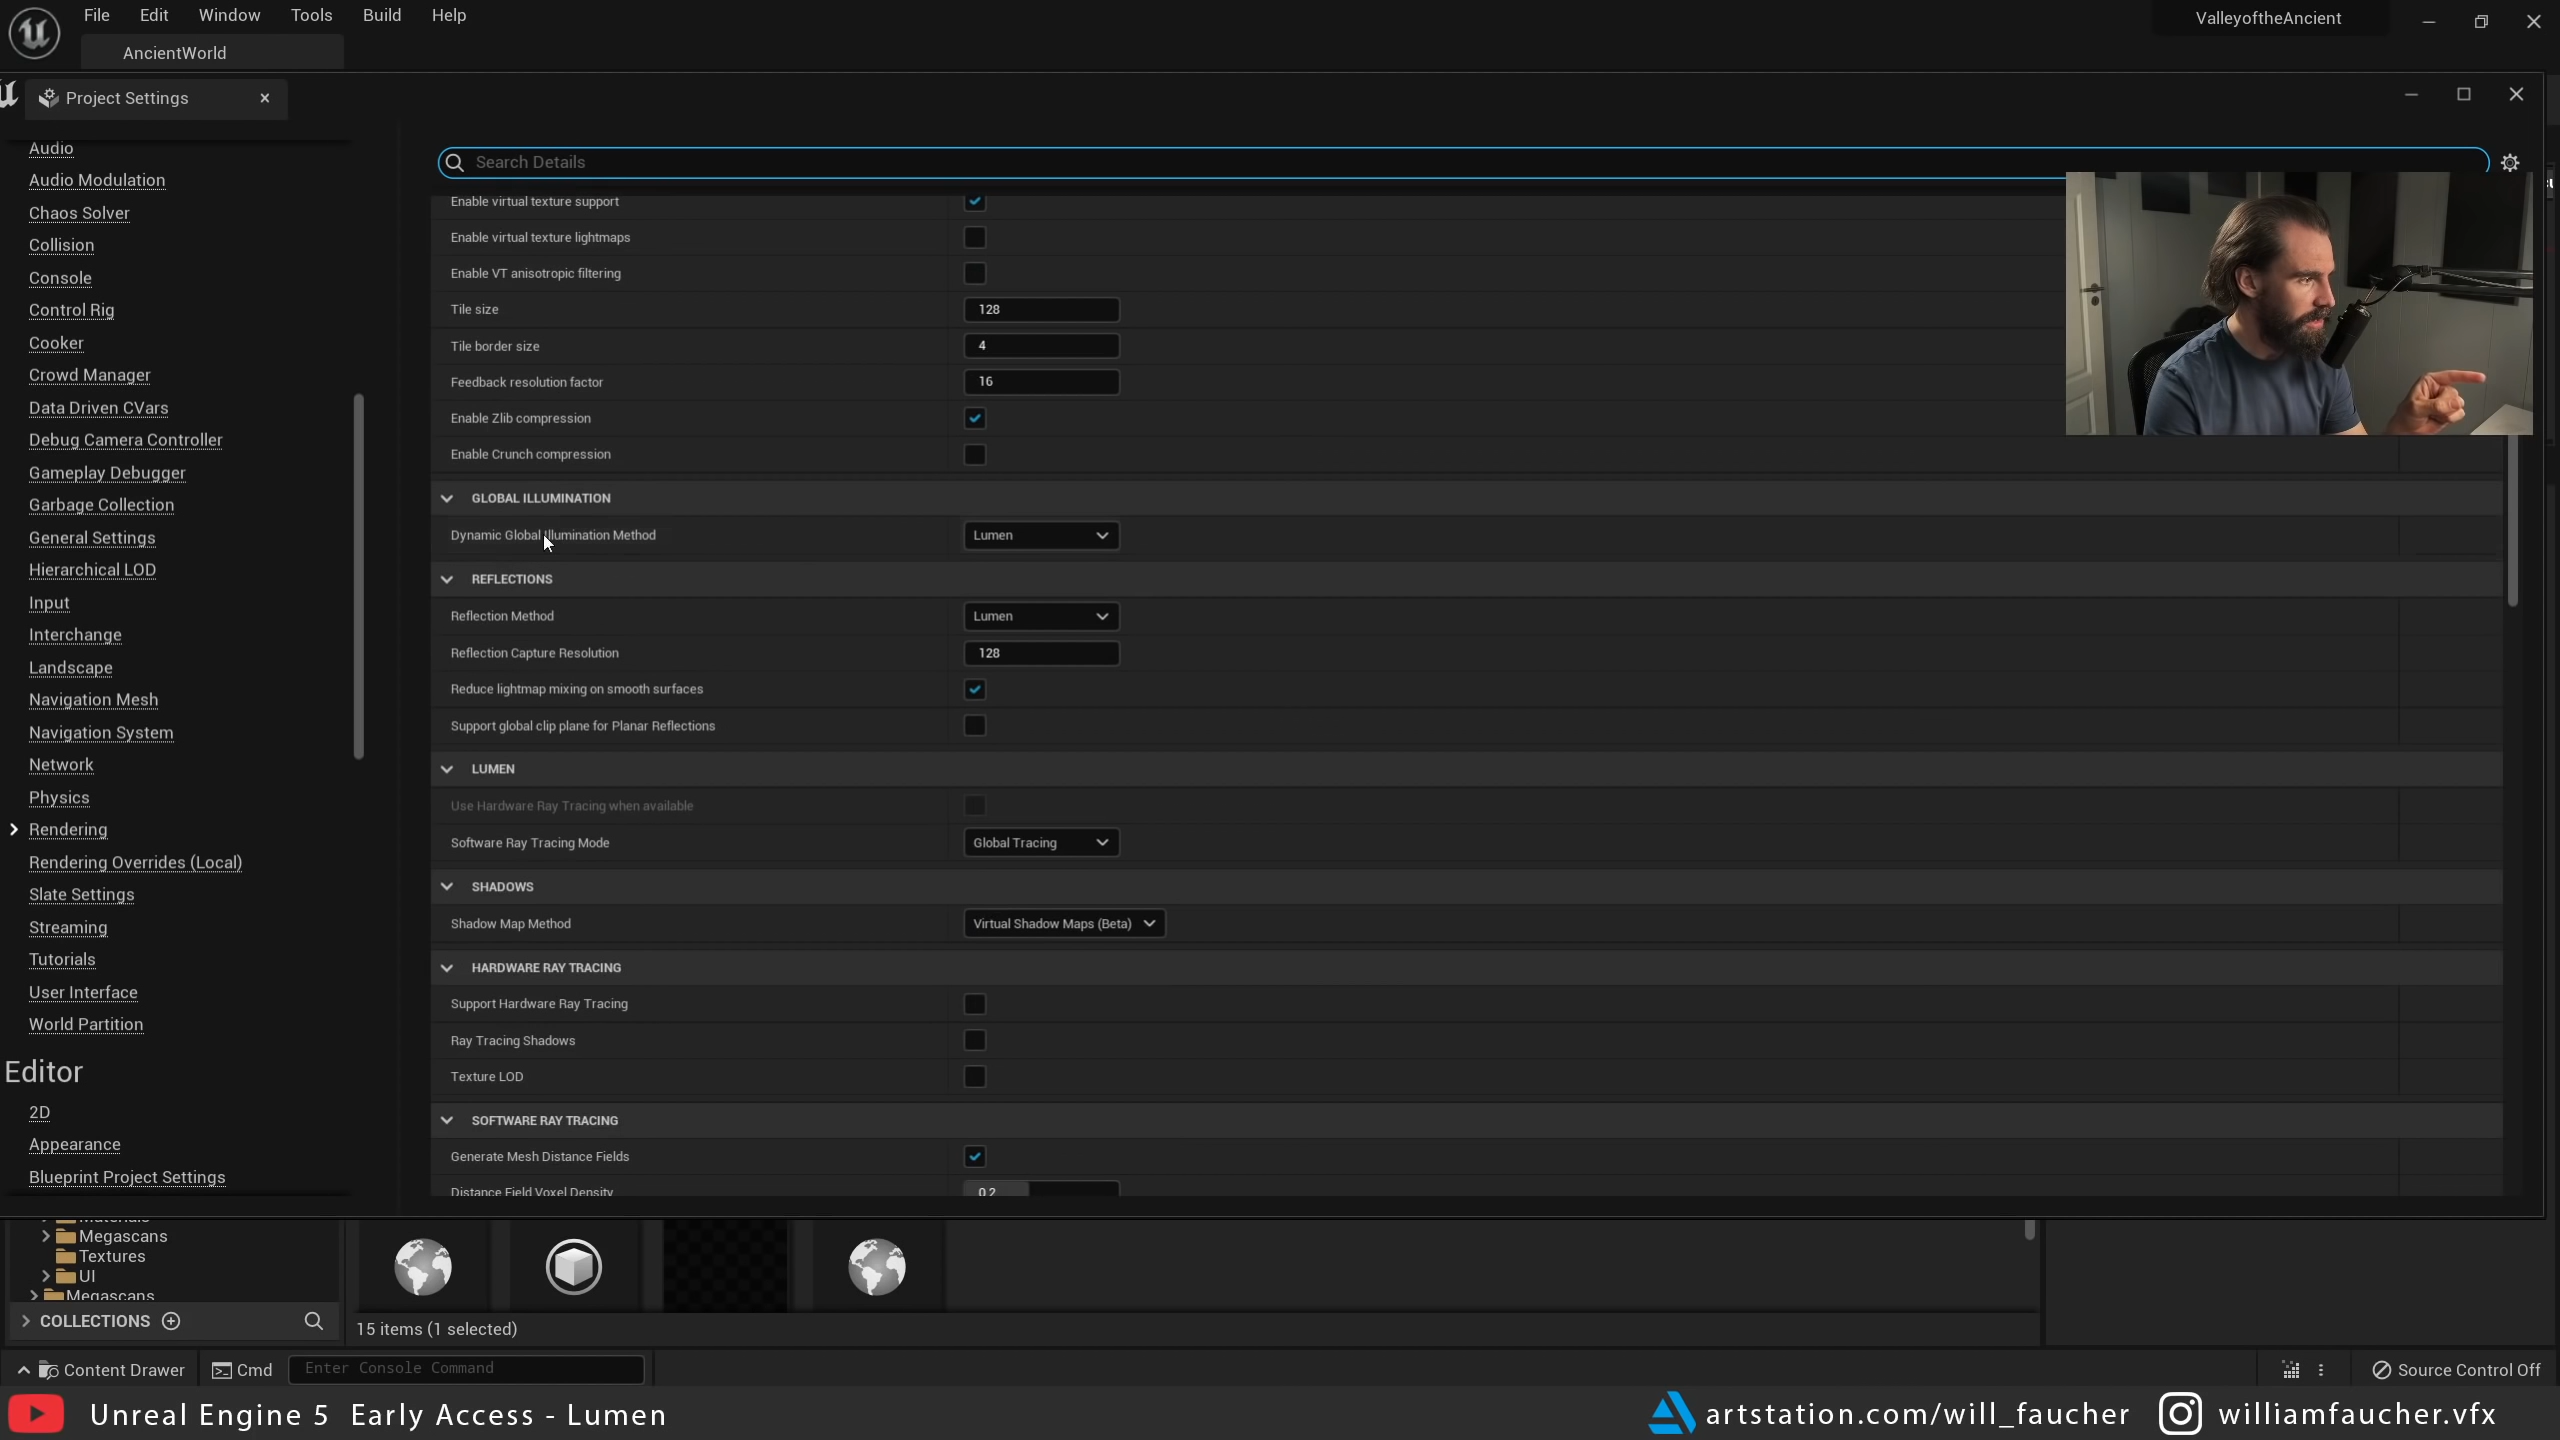 File Edit Window Tools Build Help
ValleyoftheAncient
AncientWorld
Project Settings
Audio
Audio Modulation
Chaos Solver
Collision
Console
Control Rig
Cooker
Crowd Manager
Data Driven CVars
Debug Camera Controller
Gameplay Debugger
Garbage Collection
General Settings
Hierarchical LOD
Input
Interchange
Landscape
Navigation Mesh
Navigation System
Network
Physics
Rendering
Rendering Overrides (Local)
Slate Settings
Streaming
Tutorials
User Interface
World Partition
Editor
2D
Appearance
Blueprint Project Settings
Search Details
Enable virtual texture support
Enable virtual texture lightmaps
Enable VT anisotropic filtering
Tile size 128
Tile border size 4
Feedback resolution factor 16
Enable Zlib compression
Enable Crunch compression
GLOBAL ILLUMINATION
Dynamic Global Illumination Method Lumen
REFLECTIONS
Reflection Method Lumen
Reflection Capture Resolution 128
Reduce lightmap mixing on smooth surfaces
Support global clip plane for Planar Reflections
LUMEN
Use Hardware Ray Tracing when available
Software Ray Tracing Mode Global Tracing
SHADOWS
Shadow Map Method Virtual Shadow Maps (Beta)
HARDWARE RAY TRACING
Support Hardware Ray Tracing
Ray Tracing Shadows
Texture LOD
SOFTWARE RAY TRACING
Generate Mesh Distance Fields
Distance Field Voxel Density 0.2
Materials
Megascans
Textures
UI
Megascans
COLLECTIONS
15 items (1 selected)
Content Drawer Cmd Enter Console Command Source Control Off
Unreal Engine 5 Early Access - Lumen artstation.com/will_faucher williamfaucher.vfx